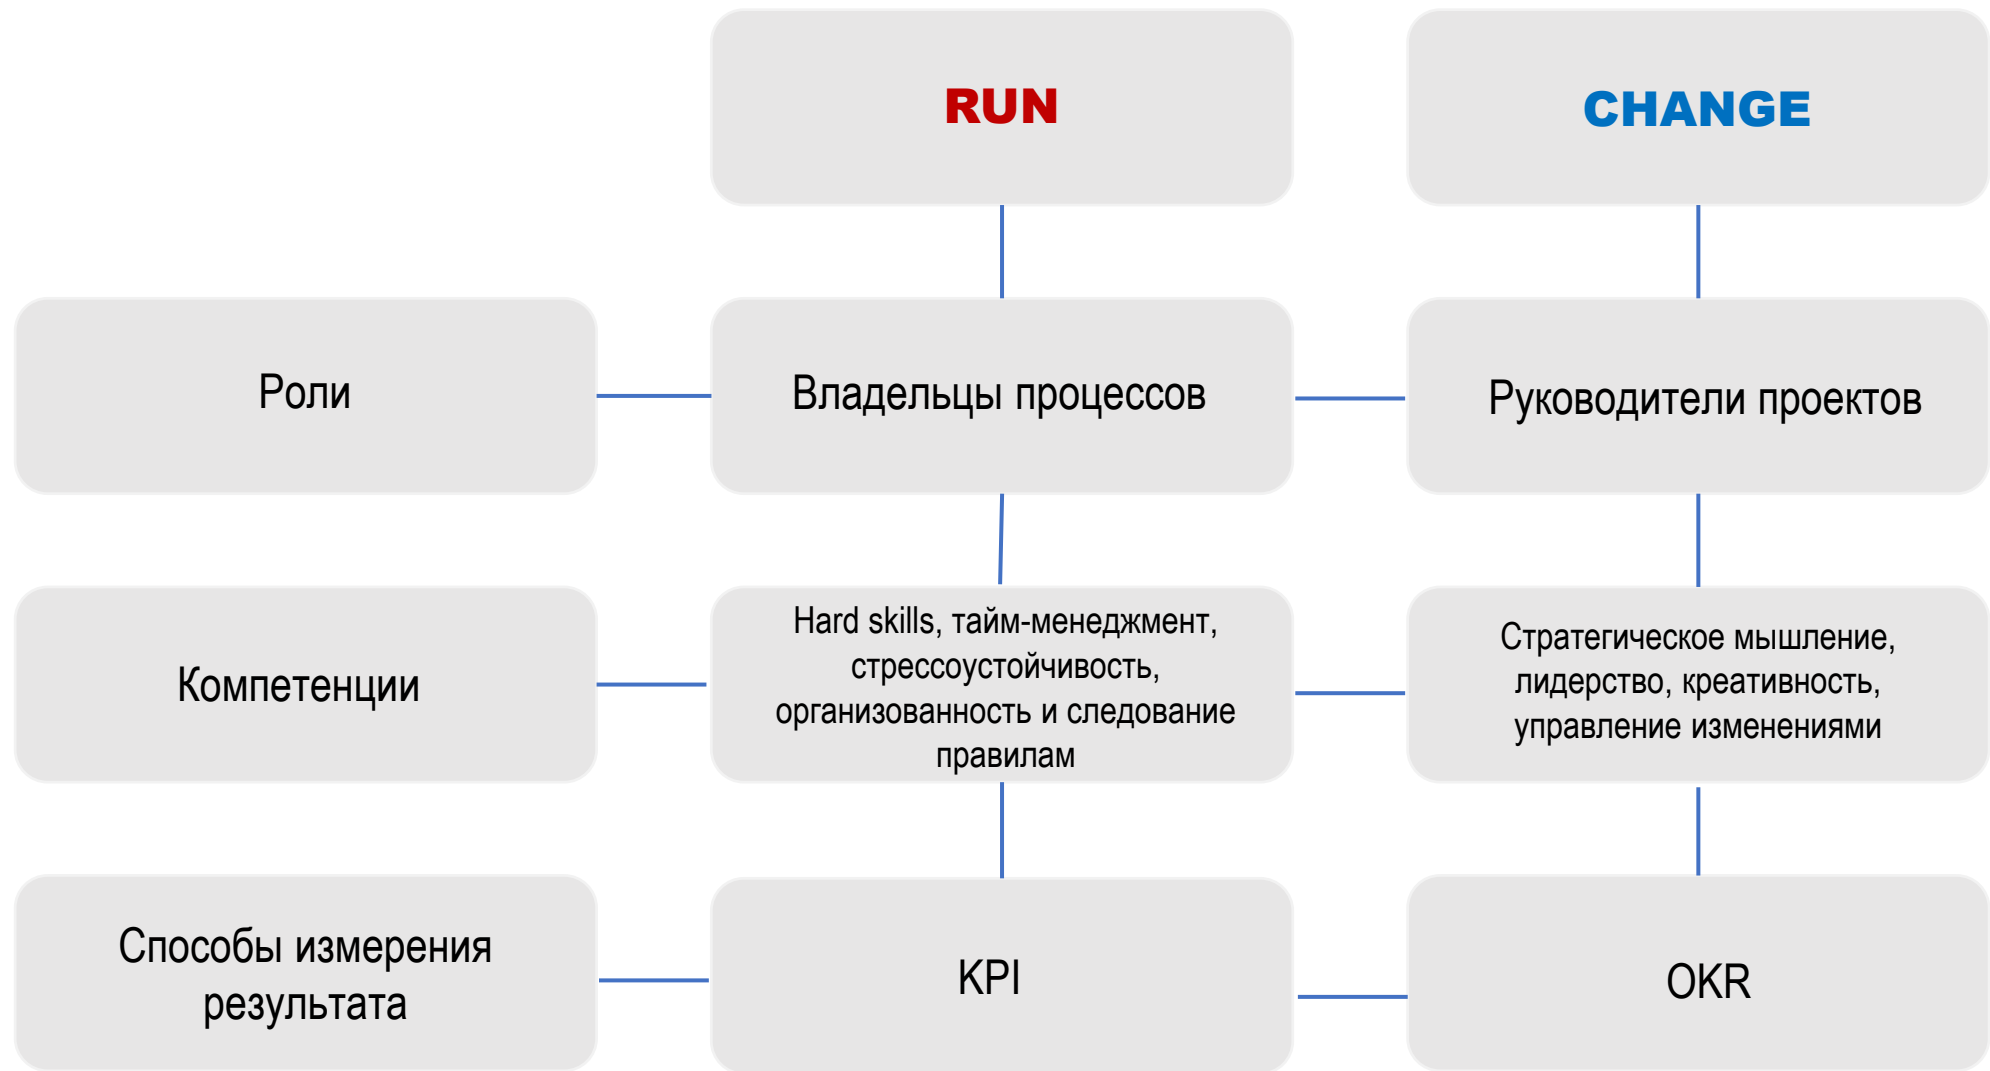 RUN
CHANGE
Роли
Владельцы процессов
Руководители проектов
Компетенции
Hard skills, тайм-менеджмент,
стрессоустойчивость,
организованность и следование
правилам
Стратегическое мышление,
лидерство, креативность,
управление изменениями
Способы измерения
результата
KPI
OKR